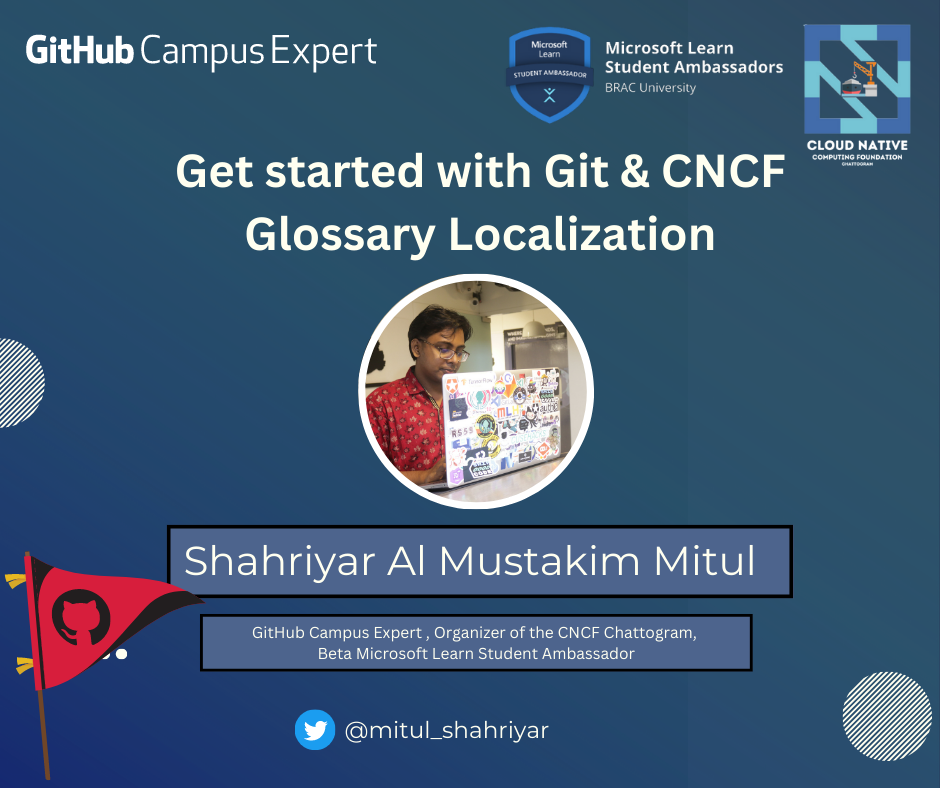 GitHub Campus Expert
Microsoft
Learn
STUDENT AMBASSADOR
Microsoft Learn
Student Ambassadors
BRAC University
CLOUD NATIVE
COMPUTING FOUNDATION
CHATTOGRAM
Get started with Git & CNCF
Glossary Localization
RSSS
Shahriyar Al Mustakim Mitul
GitHub Campus Expert , Organizer of the CNCF Chattogram,
Beta Microsoft Learn Student Ambassador
@mitul_shahriyar